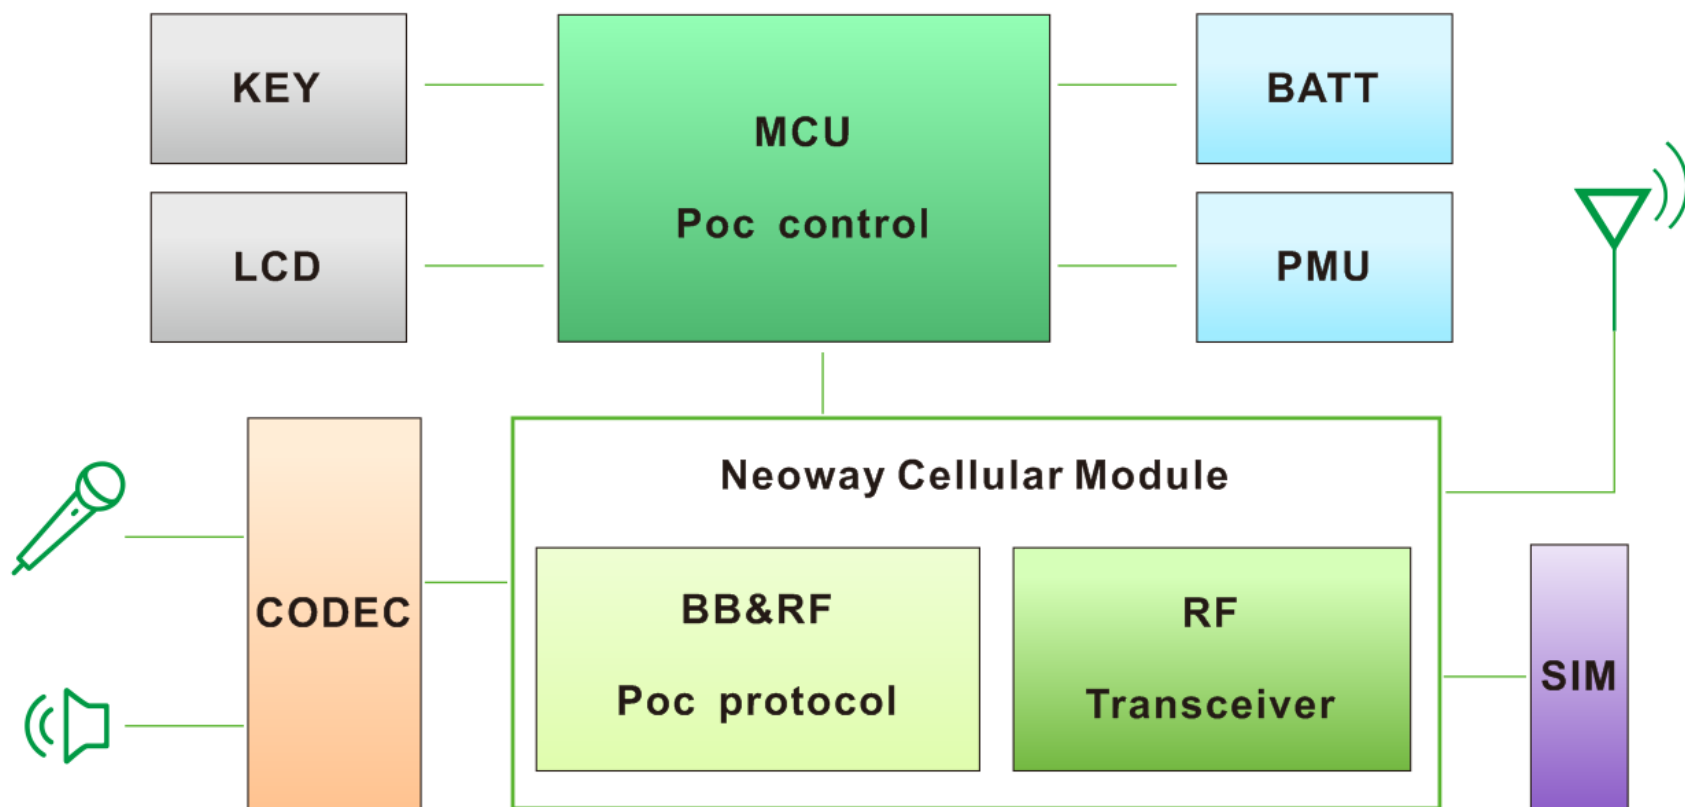 KEY
MCU
BATT
Poc control
LCD
PMU
Neoway Cellular Module
CODEC
BB&RF
Poc protocol
RF
Transceiver
SIM